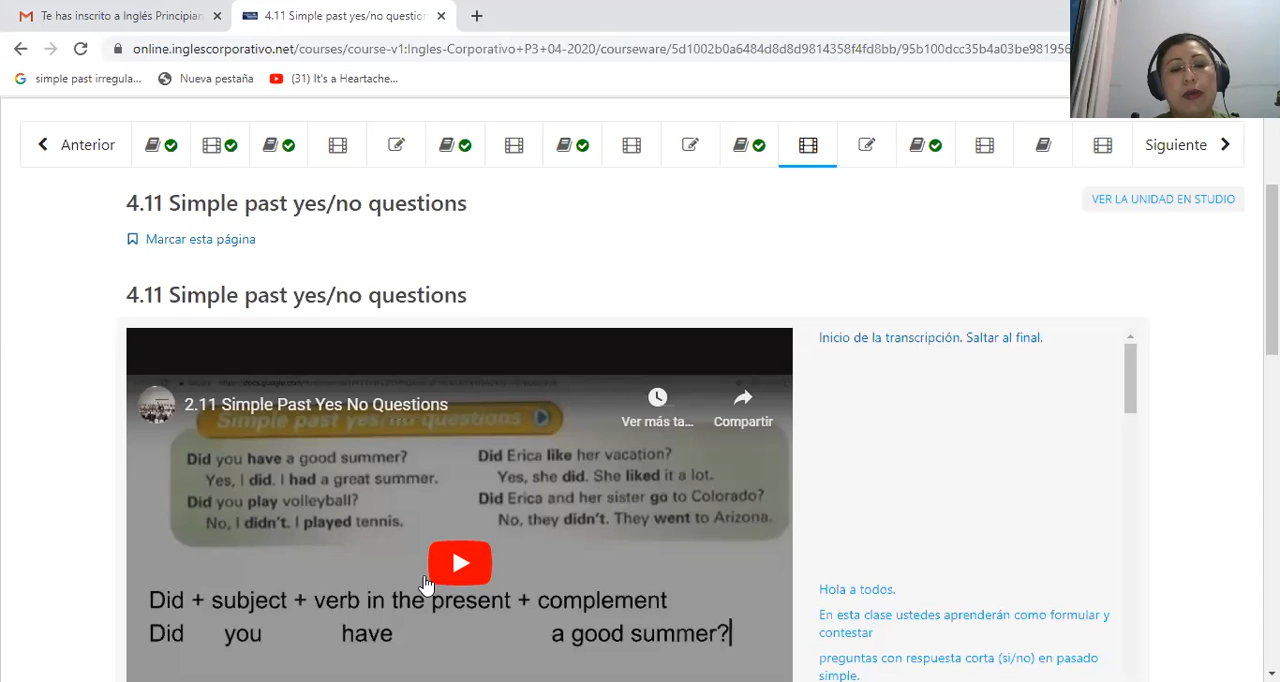 Te has inscrito a Inglés Principian
4.11 Simple past yes/no question
online.inglescorporativo.net/courses/course-v1:Ingles-Corporativo+P3+04-2020/courseware/5d1002b0a6484d8d8d9814358f4fd8bb/95b100dcc35b4a03be981956
simple past irregula...
Nueva pestaña
(31) It's a Heartache...
Anterior
Siguiente
4.11 Simple past yes/no questions
VER LA UNIDAD EN STUDIO
Marcar esta página
4.11 Simple past yes/no questions
2.11 Simple Past Yes No Questions
Ver más ta...
Compartir
Simple past yes/no questions
Did you have a good summer?
Yes, I did. I had a great summer.
Did you play volleyball?
No, I didn't. I played tennis.
Did Erica like her vacation?
Yes, she did. She liked it a lot.
Did Erica and her sister go to Colorado?
No, they didn't. They went to Arizona.
Did + subject + verb in the present + complement
Did you have a good summer?
Inicio de la transcripción. Saltar al final.
Hola a todos.
En esta clase ustedes aprenderán como formular y
contestar
preguntas con respuesta corta (si/no) en pasado
simple.